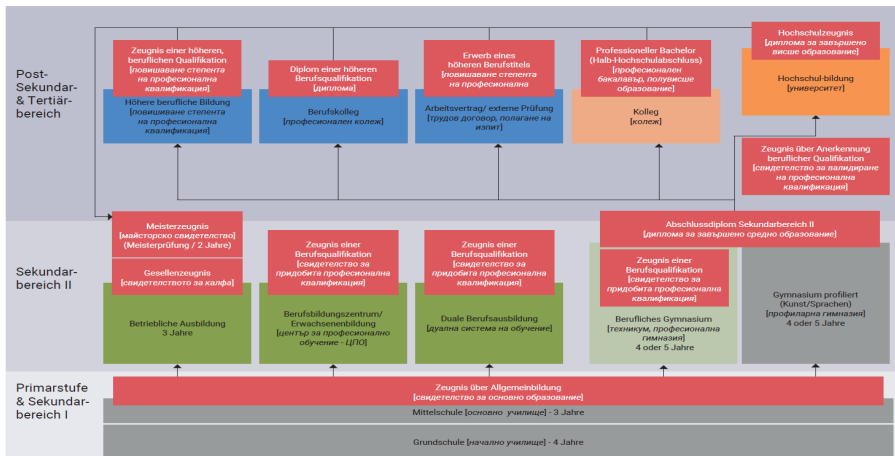 Post-
Sekundar-
& Tertiär-
bereich
Zeugnis einer höheren,
beruflichen Qualifikation
[повишаване степента
на професионална
квалификация]
Höhere berufliche Bildung
[повишиване степента
на професионална
квалификация]
Diplom einer höheren
Berufsqualifikation
[диплома]
Berufskolleg
[професионален колеж]
Erwerb eines
höheren Berufstitels
[повишаване степента
на професионална
Arbeitsvertrag/ externe Prüfung
[трудов договор, полагане на
изпит]
Professioneller Bachelor
(Halb-Hochschulabschluss)
[професионален
бакалавър, полувисше
образование]
Kolleg
[колеж]
Hochschulzeugnis
[диплома за завършено
висше образование]
Hochschul-bildung
[университет]
Zeugnis über Anerkennung
beruflicher Qualifikation
[свидетелство за валидиране
на професионална
квалификация]
Sekundar-
bereich II
Meisterzeugnis
[майсторско свидетелство]
(Meisterprüfung / 2 Jahre)
Gesellenzeugnis
[свидетелството за калфа]
Betriebliche Ausbildung
3 Jahre
Zeugnis einer
Berufsqualifikation
[свидетелство за
придобита професионална
квалификация]
Berufsbildungszentrum/
Erwachsenenbildung
[център за професионално
обучение - ЦПО]
Zeugnis einer
Berufsqualifikation
[свидетелство за
придобита професионална
квалификация]
Duale Berufsausbildung
[дуална система на обучение]
Abschlussdiplom Sekundarbereich II
[диплома за завършено средно образование]
Zeugnis einer
Berufsqualifikation
[свидетелство за
придобита професионална
квалификация]
Berufliches Gymnasium
[техникум, професионална
гимназия]
4 oder 5 Jahre
Gymnasium profiliert
(Kunst/Sprachen)
[профиларна гимназия]
4 oder 5 Jahre
Primarstufe
& Sekundar-
bereich I
Zeugnis über Allgemeinbildung
[свидетелство за основно образование]
Mittelschule [основно училище] - 3 Jahre
Grundschule [начално училище] - 4 Jahre